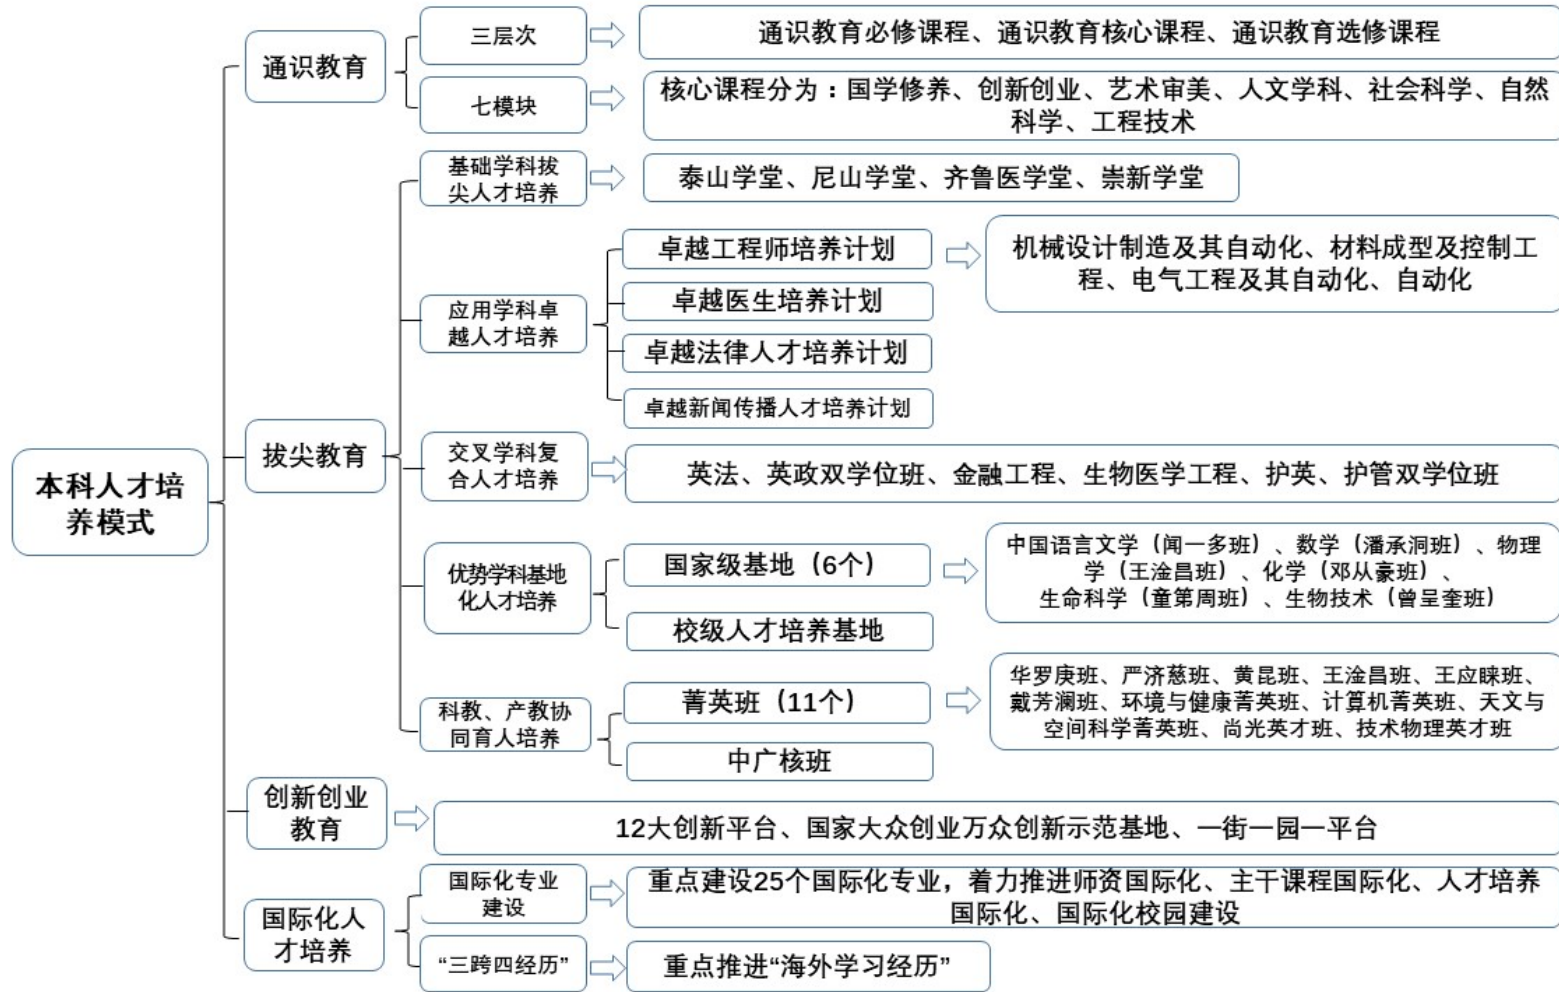 本科人才培
养模式
通识教育
三层次
通识教育必修课程、通识教育核心课程、通识教育选修课程
七模块
核心课程分为：国学修养、创新创业、艺术审美、人文学科、社会科学、自然
科学、工程技术
拔尖教育
基础学科拔
尖人才培养
泰山学堂、尼山学堂、齐鲁医学堂、崇新学堂
应用学科卓
越人才培养
卓越工程师培养计划
机械设计制造及其自动化、材料成型及控制工
程、电气工程及其自动化、自动化
卓越医生培养计划
卓越法律人才培养计划
卓越新闻传播人才培养计划
交叉学科复
合人才培养
英法、英政双学位班、金融工程、生物医学工程、护英、护管双学位班
优势学科基地
化人才培养
国家级基地（6个）
中国语言文学（闻一多班）、数学（潘承洞班）、物理
学（王淦昌班）、化学（邓从豪班）、
生命科学（童第周班）、生物技术（曾呈奎班）
校级人才培养基地
科教、产教协
同育人培养
菁英班（11个）
华罗庚班、严济慈班、黄昆班、王淦昌班、王应睐班、
戴芳澜班、环境与健康菁英班、计算机菁英班、天文与
空间科学菁英班、尚光英才班、技术物理英才班
中广核班
创新创业
教育
12大创新平台、国家大众创业万众创新示范基地、一街一园一平台
国际化人
才培养
国际化专业
建设
重点建设25个国际化专业，着力推进师资国际化、主干课程国际化、人才培养
国际化、国际化校园建设
“三跨四经历”
重点推进“海外学习经历”